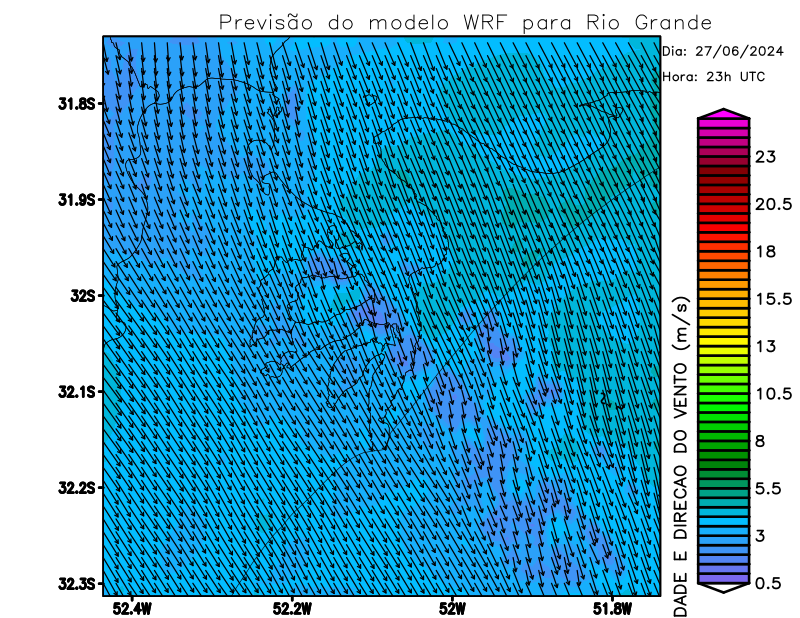 Previsão do modelo WRF para Rio Grande
Dia: 27/06/2024
Hora: 23h UTC
31.8S
31.9S
32S
32.1S
32.2S
32.3S
52.4W
52.2W
52W
51.8W
DADE E DIRECAO DO VENTO (m/s)
23
20.5
18
15.5
13
10.5
8
5.5
3
0.5